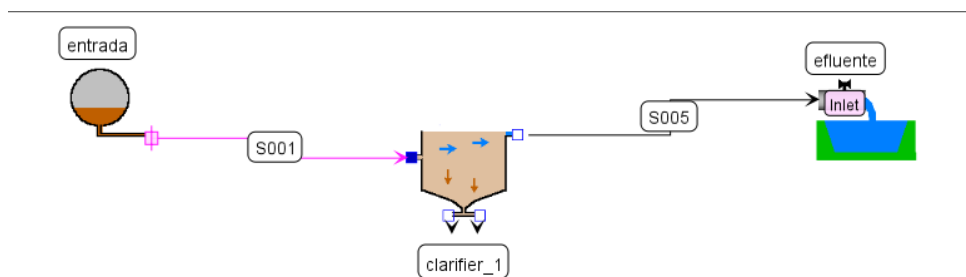 entrada
efluente
Inlet
S005
S001
clarifier_1